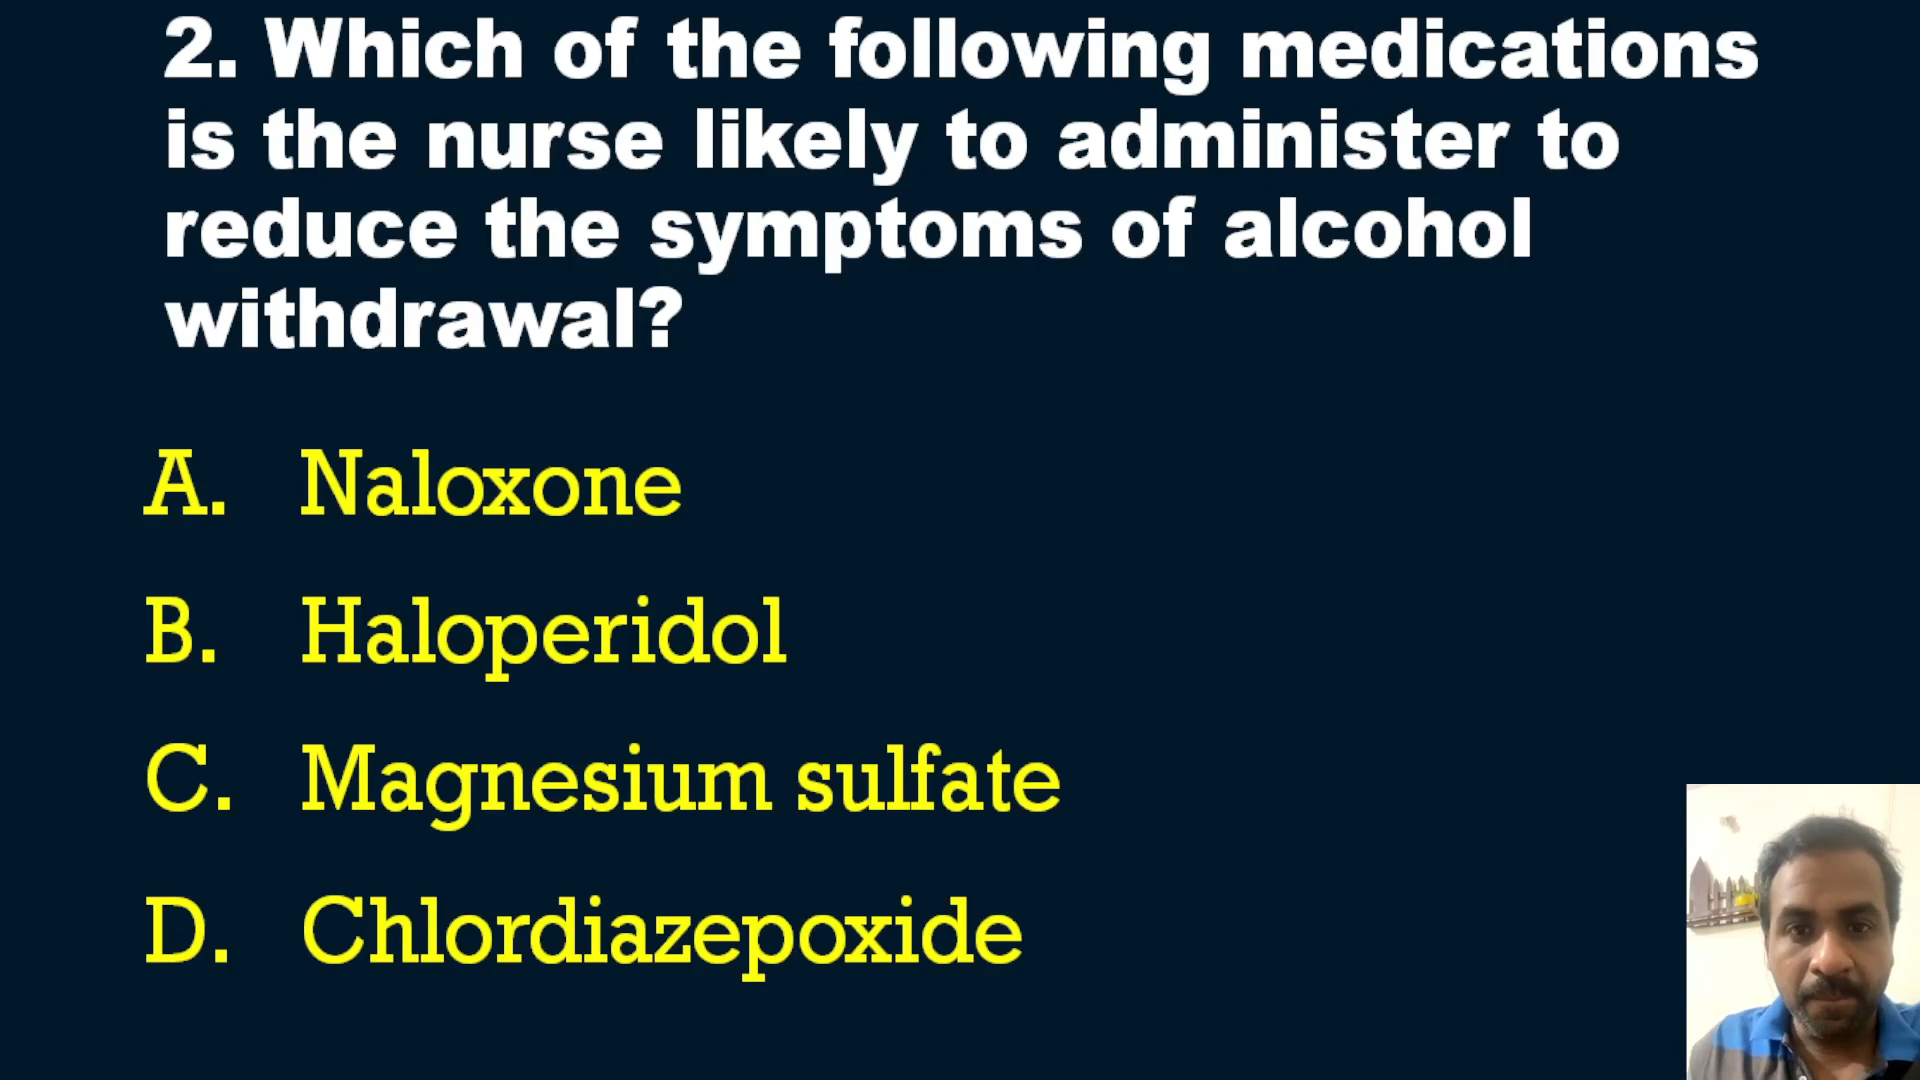 2. Which of the following medications
is the nurse likely to administer to
reduce the symptoms of alcohol
withdrawal?
A. Naloxone
B. Haloperidol
C. Magnesium sulfate
D. Chlordiazepoxide